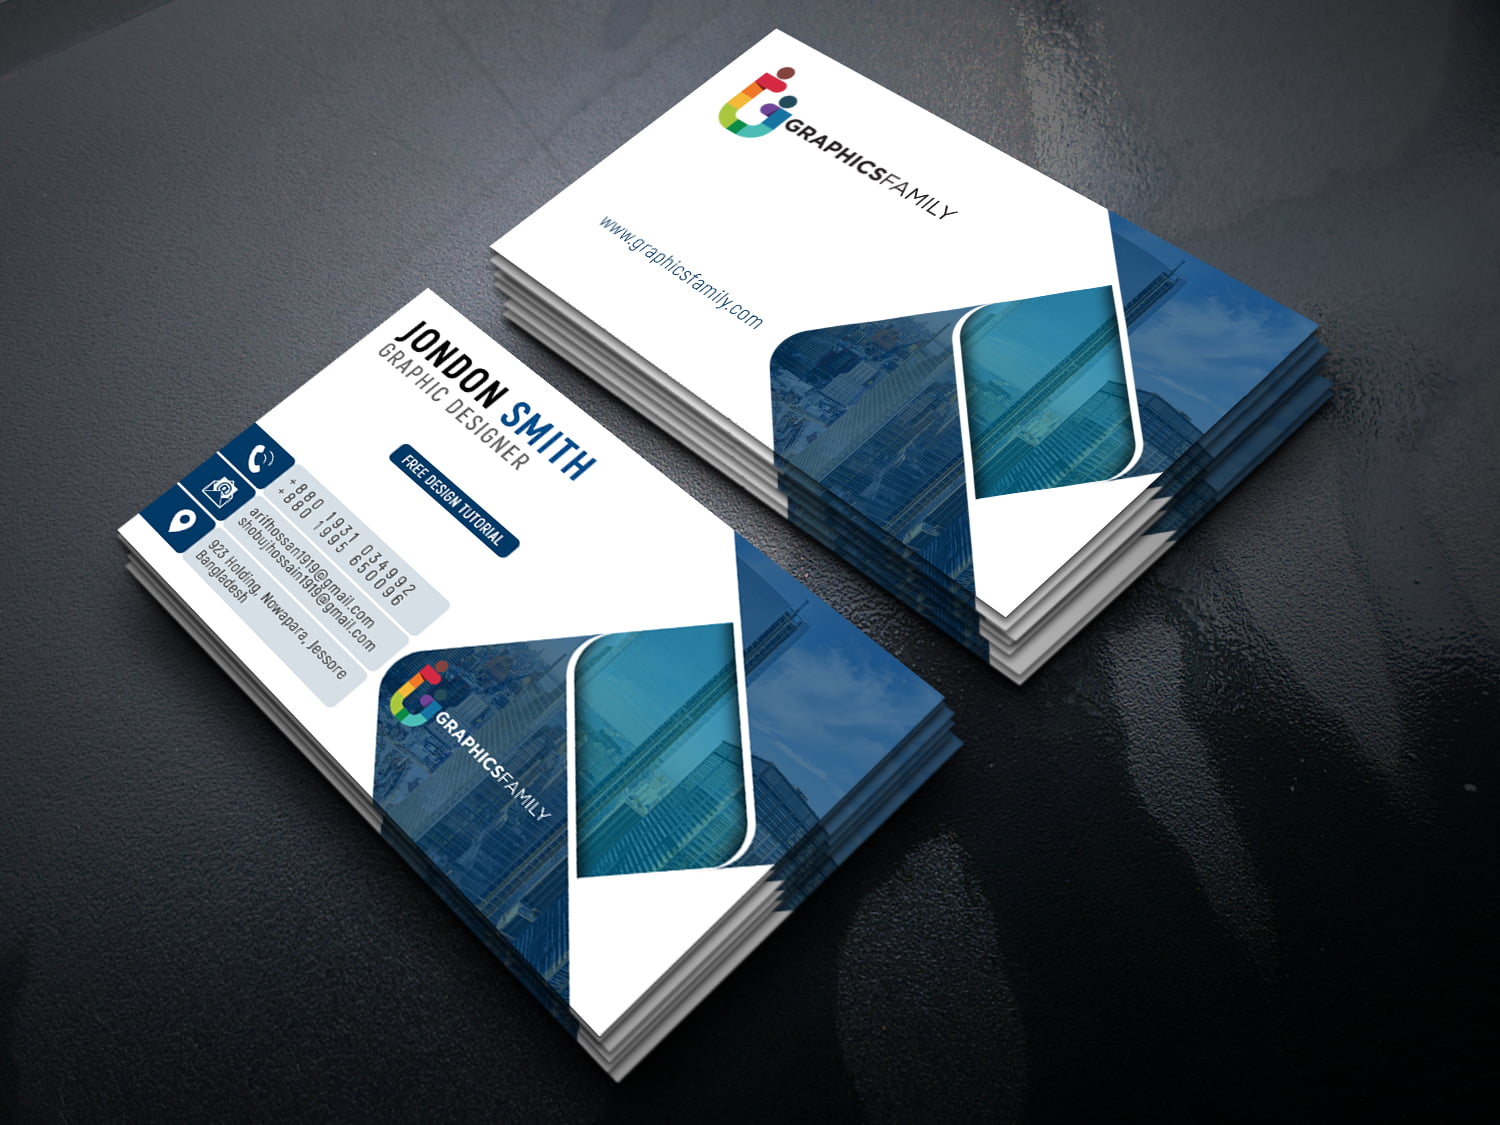 GRAPHICSFAMILY
www.graphicsfamily.com
JONDON SMITH
GRAPHIC DESIGNER
FREE DESIGN TUTORIAL
+880 1931 034992
+880 1995 650096
arifhossan1919@gmail.com
shobujhossain1919@gmail.com
923 Holding, Nowapara, Jessore
Bangladesh
GRAPHICSFAMILY